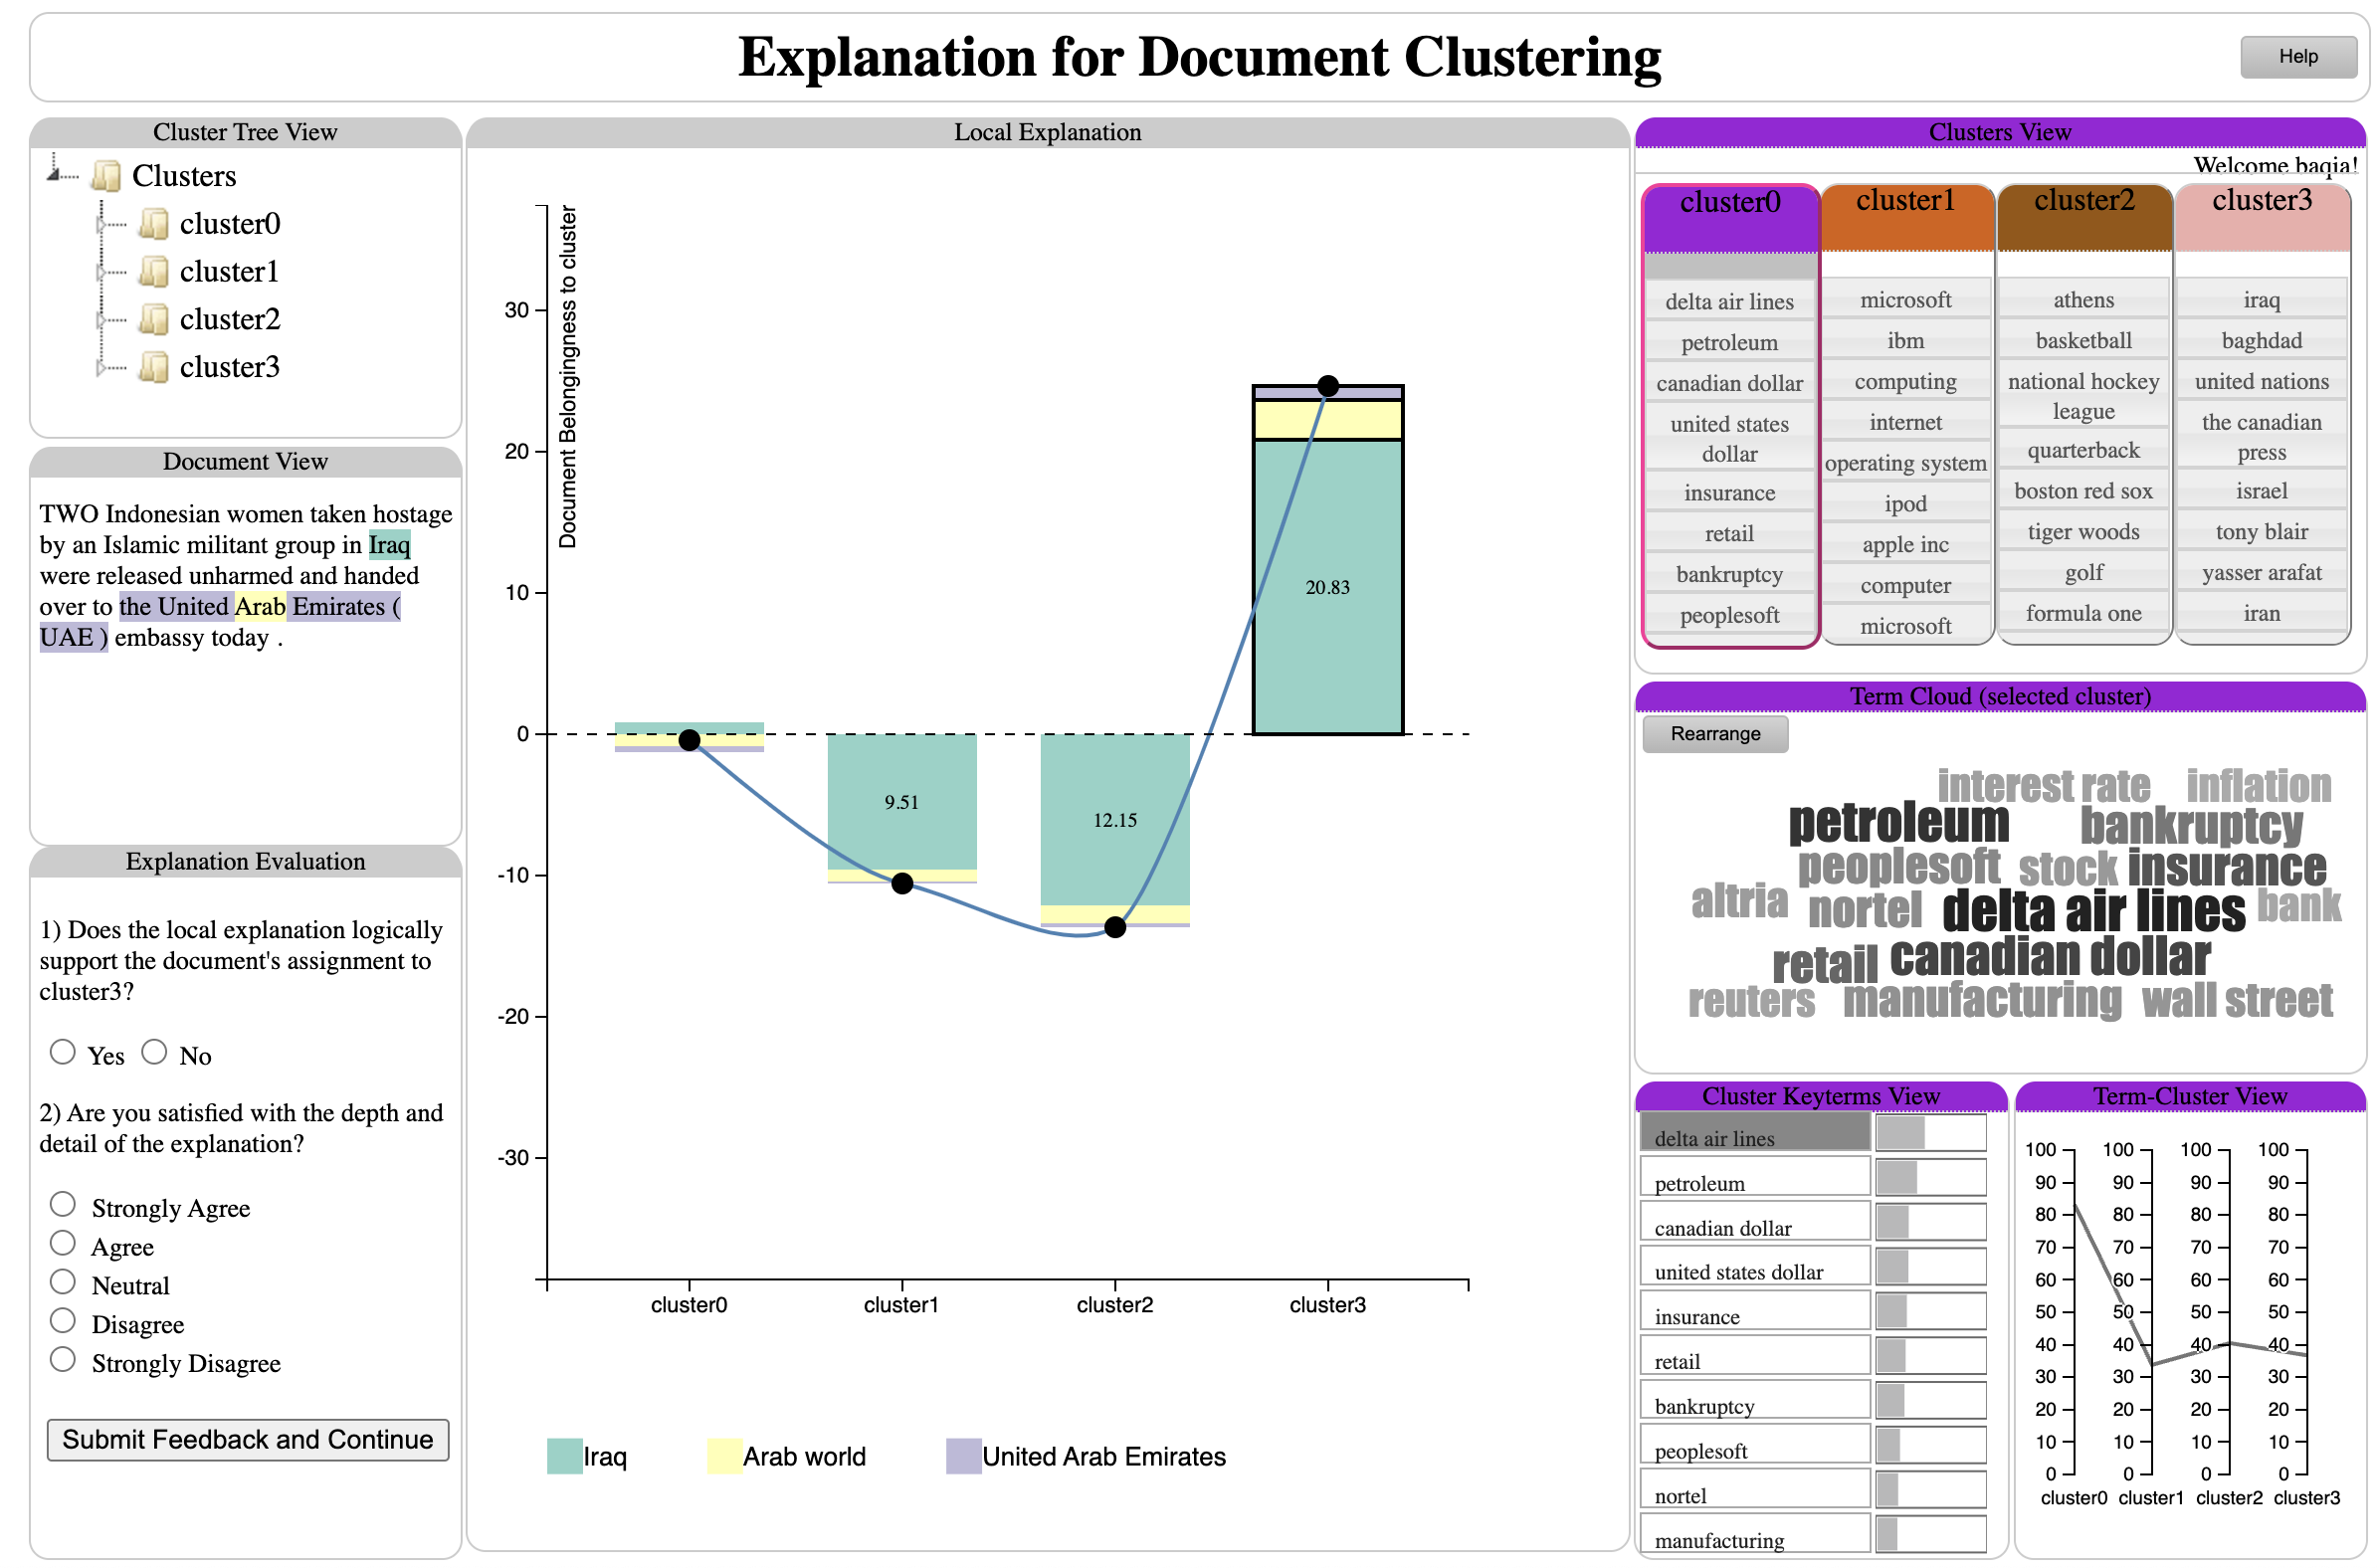 Explanation for Document Clustering
Help
Cluster Tree View
Clusters
cluster0
cluster1
cluster2
cluster3
Document View
TWO Indonesian women taken hostage
by an Islamic militant group in Iraq
were released unharmed and handed
over to the United Arab Emirates (
UAE ) embassy today .
Explanation Evaluation
1) Does the local explanation logically
support the document's assignment to
cluster3?
Yes No
2) Are you satisfied with the depth and
detail of the explanation?
Strongly Agree
Agree
Neutral
Disagree
Strongly Disagree
Submit Feedback and Continue
Local Explanation
Document Belongingness to cluster
30
20
10
0
-10
-20
-30
20.83
9.51
12.15
cluster0 cluster1 cluster2 cluster3
Iraq Arab world United Arab Emirates
Clusters View
Welcome baqia!
cluster0
delta air lines
petroleum
canadian dollar
united states
dollar
insurance
retail
bankruptcy
peoplesoft
cluster1
microsoft
ibm
computing
internet
operating system
ipod
apple inc
computer
microsoft
cluster2
athens
basketball
national hockey
league
quarterback
boston red sox
tiger woods
golf
formula one
cluster3
iraq
baghdad
united nations
the canadian
press
israel
tony blair
yasser arafat
iran
Term Cloud (selected cluster)
Rearrange
interest rate inflation
petroleum bankruptcy
peoplesoft stock insurance
altria nortel delta air lines bank
retail canadian dollar
reuters manufacturing wall street
Cluster Keyterms View
delta air lines
petroleum
canadian dollar
united states dollar
insurance
retail
bankruptcy
peoplesoft
nortel
manufacturing
Term-Cluster View
100 100 100 100
90 90 90 90
80 80 80 80
70 70 70 70
60 60 60 60
50 50 50 50
40 40 40 40
30 30 30 30
20 20 20 20
10 10 10 10
0 0 0 0
cluster0 cluster1 cluster2 cluster3